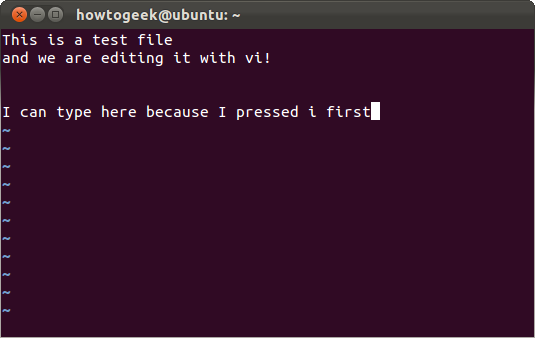 howtogeek@ubuntu: ~
This is a test file
and we are editing it with vi!
I can type here because I pressed i first
~
~
~
~
~
~
~
~
~
~
~